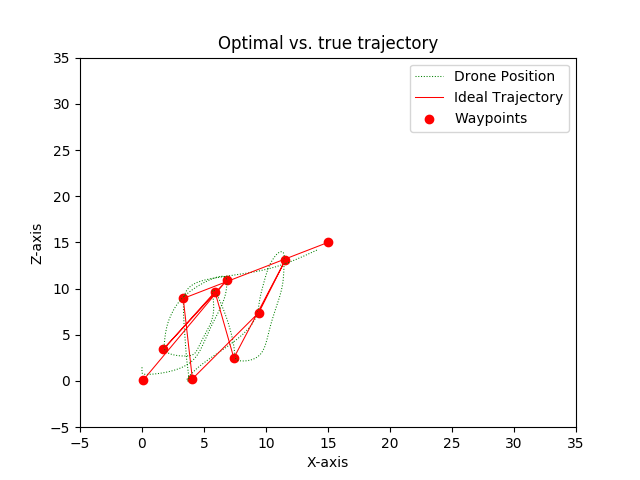 Optimal vs. true trajectory
Drone Position
Ideal Trajectory
Waypoints
35
30
25
20
15
10
5
0
−5
Z-axis
−5 0 5 10 15 20 25 30 35
X-axis